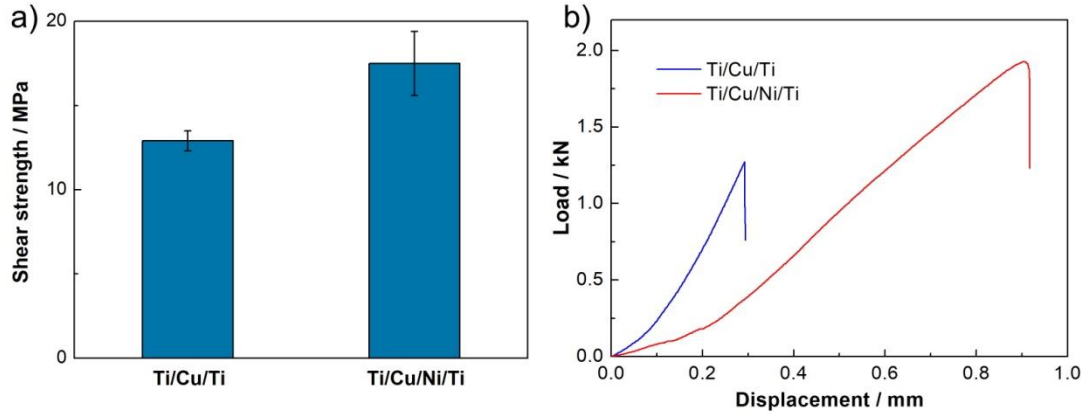 a)
Shear strength / MPa
20
10
0
Ti/Cu/Ti
Ti/Cu/Ni/Ti
b)
Load / kN
2.0
1.5
1.0
0.5
0.0
Ti/Cu/Ti
Ti/Cu/Ni/Ti
0.0 0.2 0.4 0.6 0.8 1.0
Displacement / mm